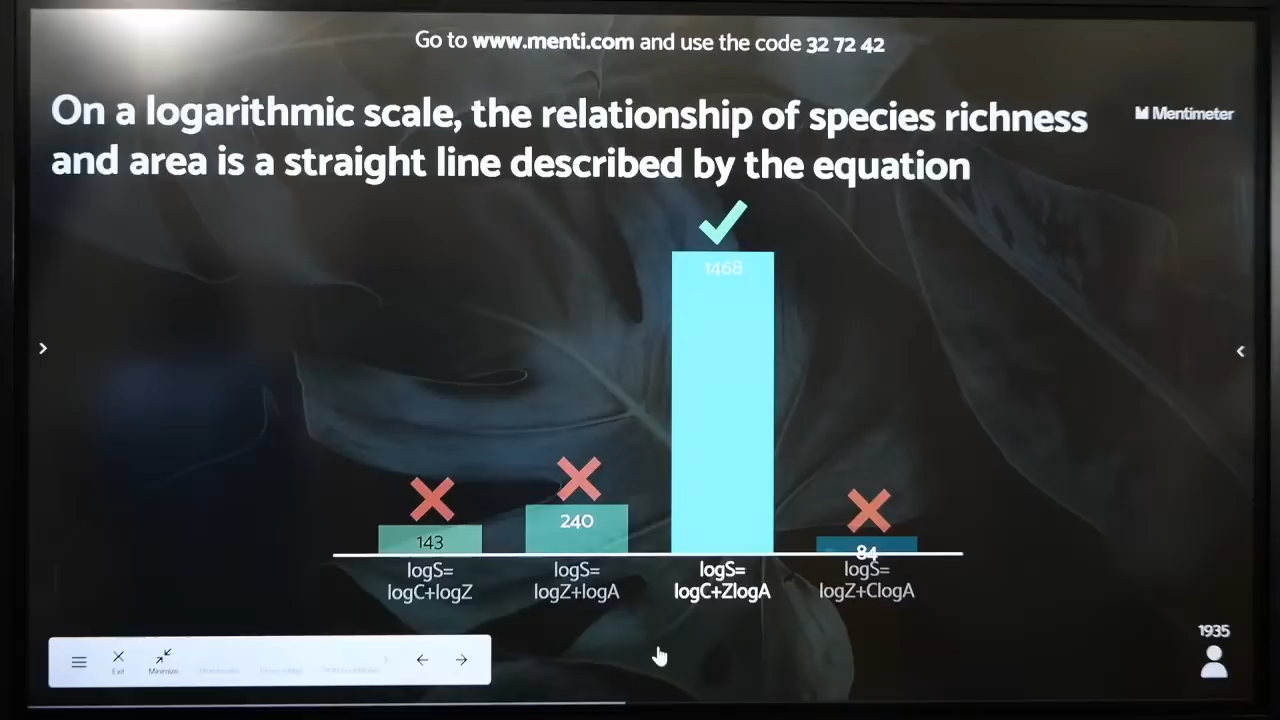 Go to www.menti.com and use the code 32 72 42
On a logarithmic scale, the relationship of species richness
and area is a straight line described by the equation
Mentimeter
1468
240
143
84
logS=
logC+logZ
logS=
logZ+logA
logS=
logC+ZlogA
logS=
logZ+ClogA
1935
Exit
Minimize